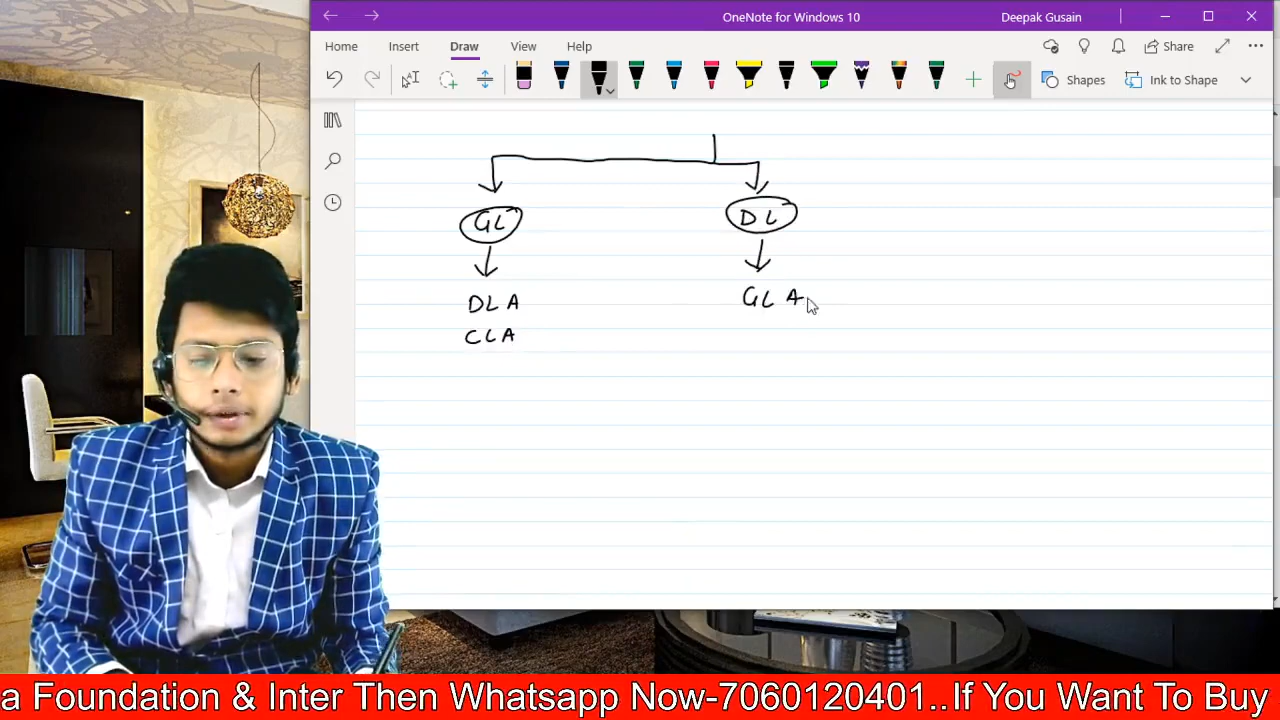 OneNote for Windows 10
Deepak Gusain
Home Insert Draw View Help
Share
Shapes
Ink to Shape
GL
DL
DLA
GLA
CLA
a Foundation & Inter Then Whatsapp Now-7060120401..If You Want To Buy